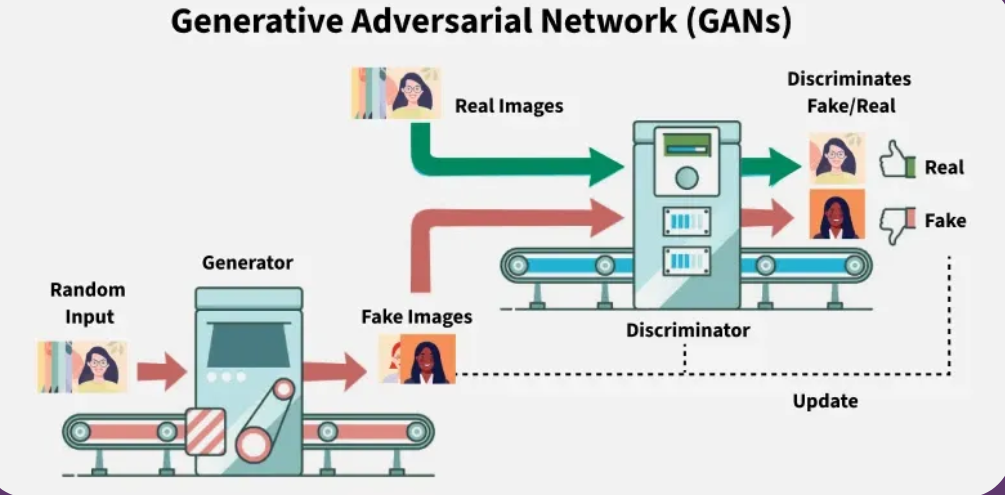 Generative Adversarial Network (GANs)
Real Images
Discriminates
Fake/Real
Real
Fake
Generator
Random
Input
Fake Images
Discriminator
Update